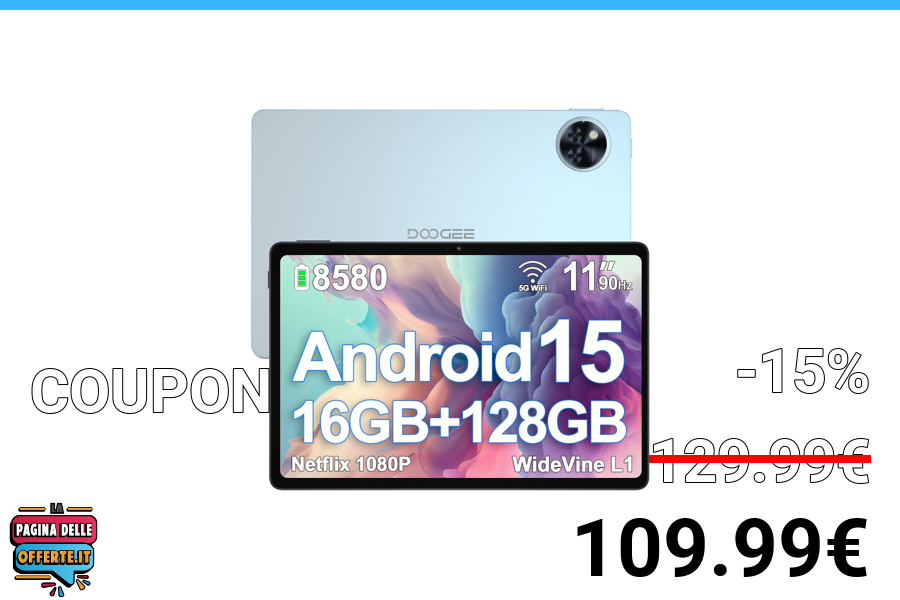 DOOGEE
8580
5G WiFi
11" 90Hz
Android 15
16GB+128GB
Netflix 1080P
WideVine L1
COUPON
-15%
129.99€
109.99€
LA
PAGINA DELLE
OFFERTE.IT